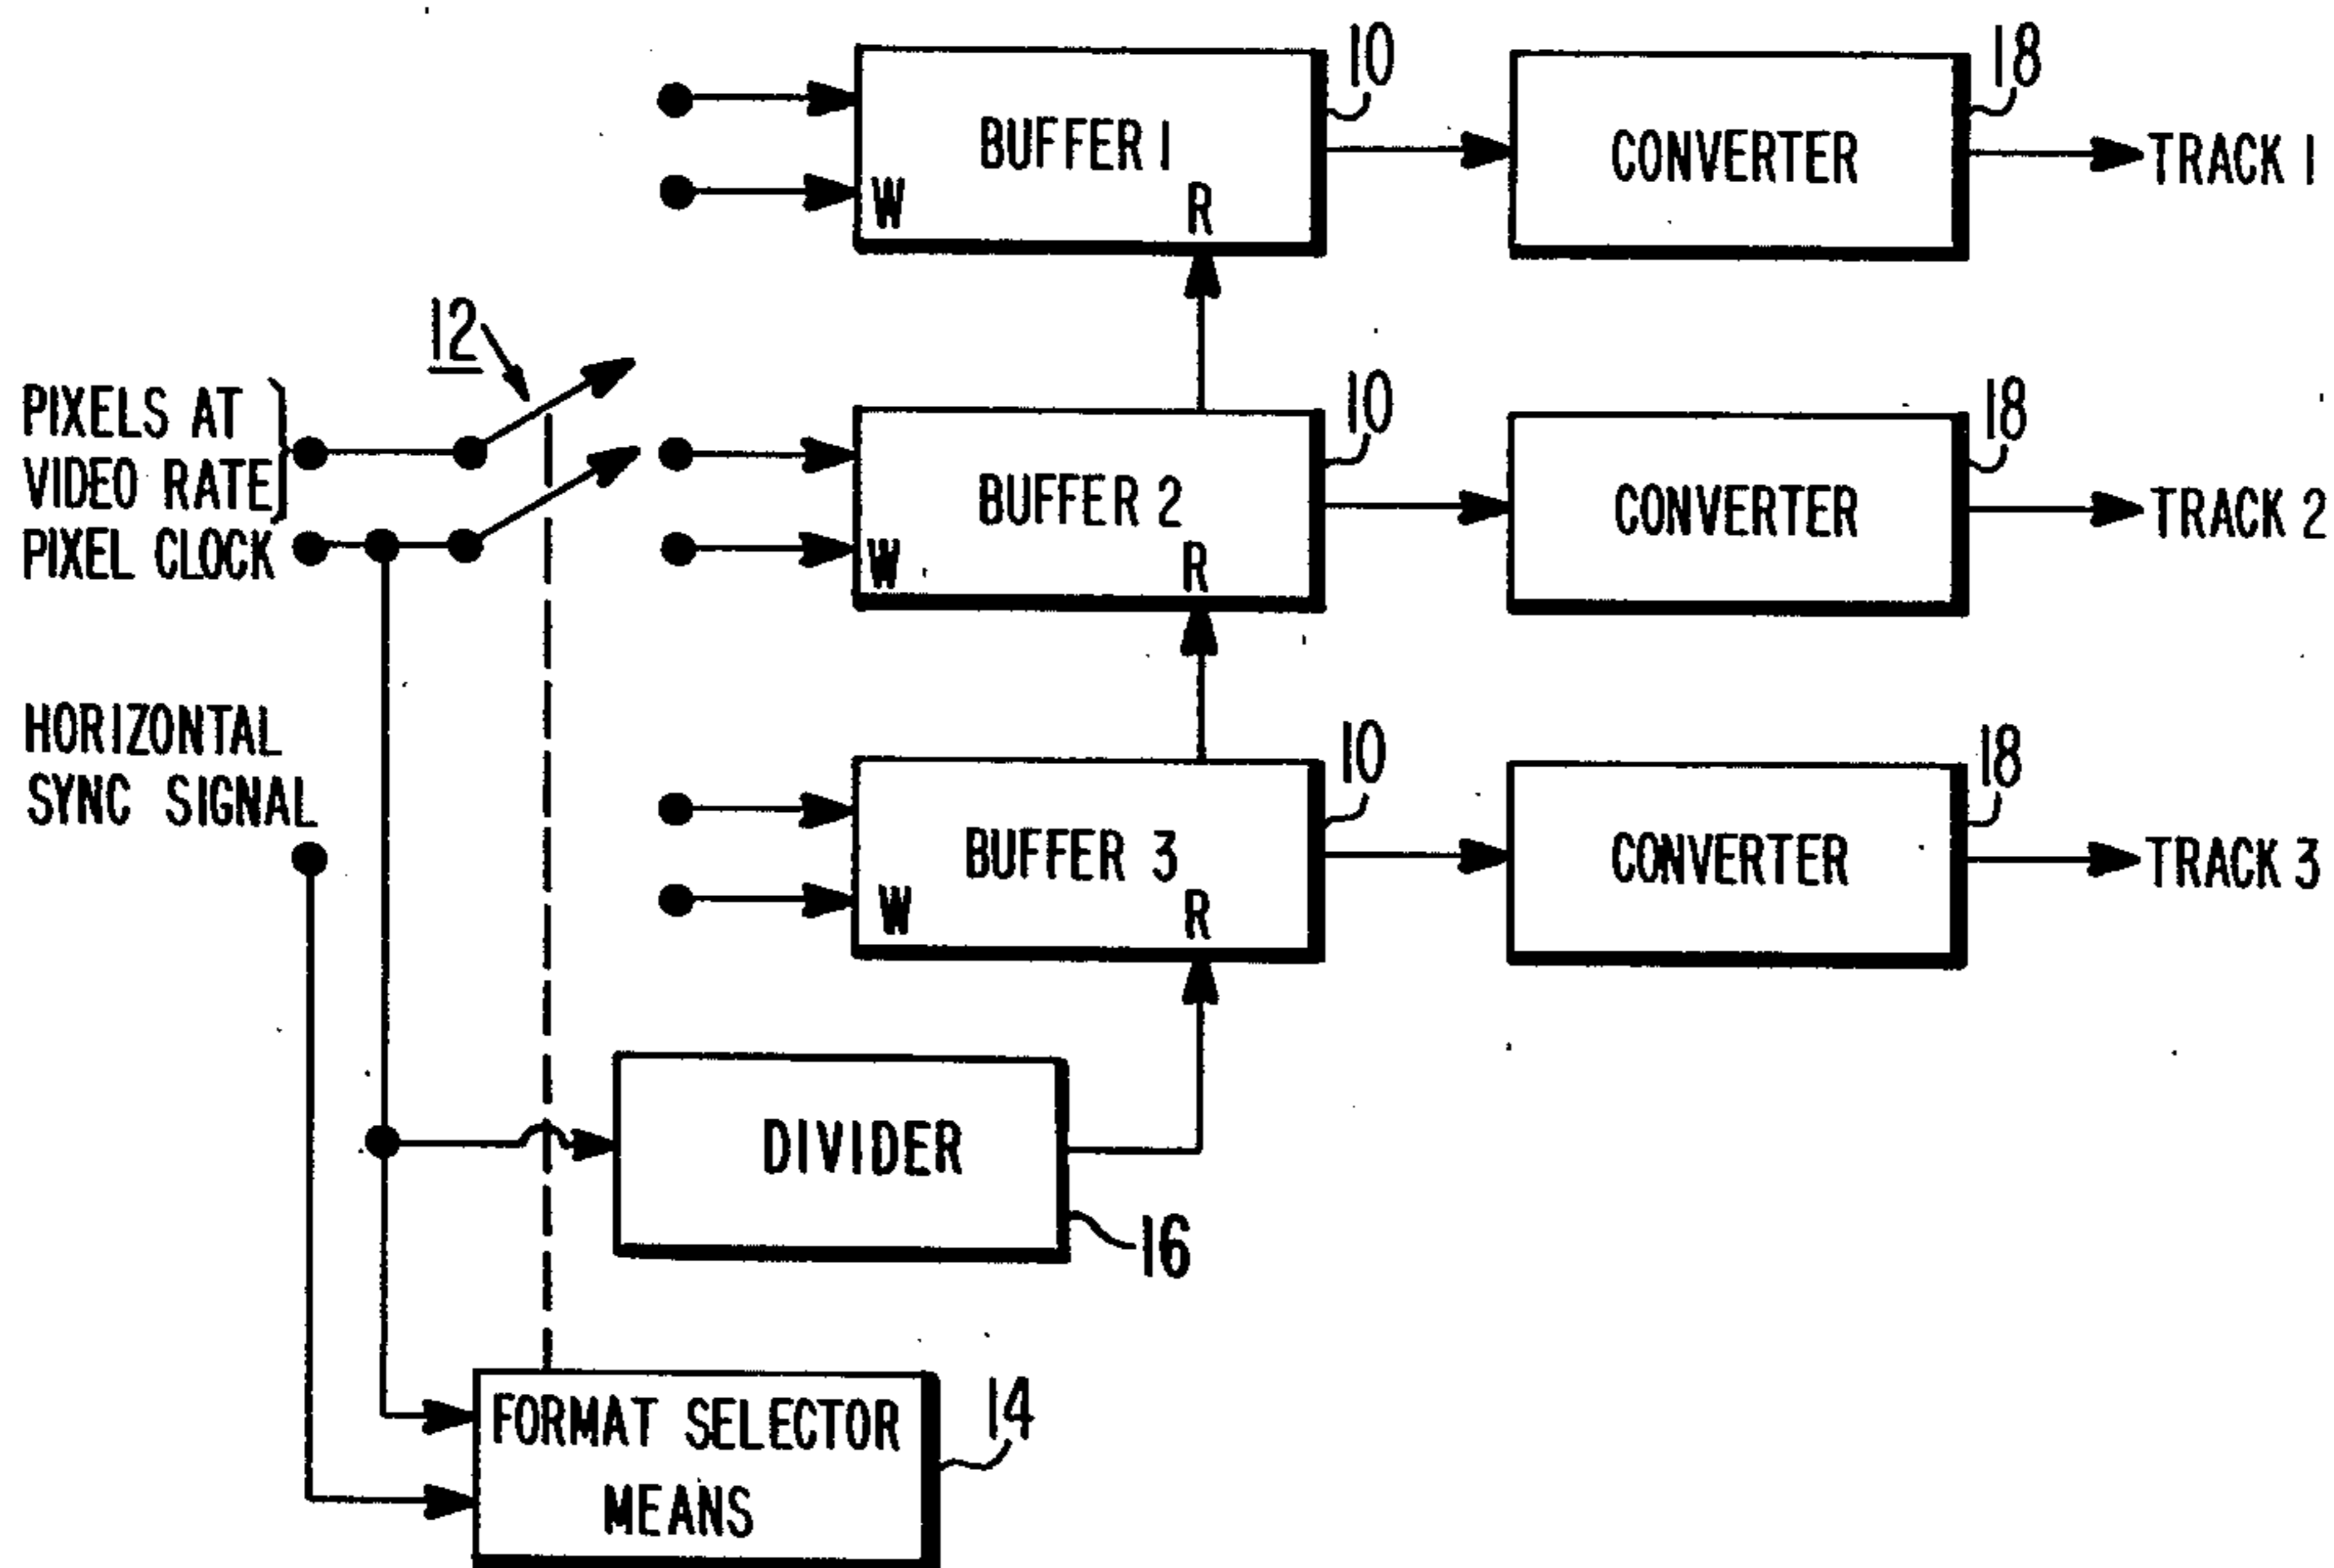 10
18
BUFFER 1
W
R
CONVERTER
TRACK 1
12
PIXELS AT
VIDEO RATE
PIXEL CLOCK
10
18
BUFFER 2
W
R
CONVERTER
TRACK 2
HORIZONTAL
SYNC SIGNAL
10
18
BUFFER 3
W
R
CONVERTER
TRACK 3
DIVIDER
16
FORMAT SELECTOR
MEANS
14